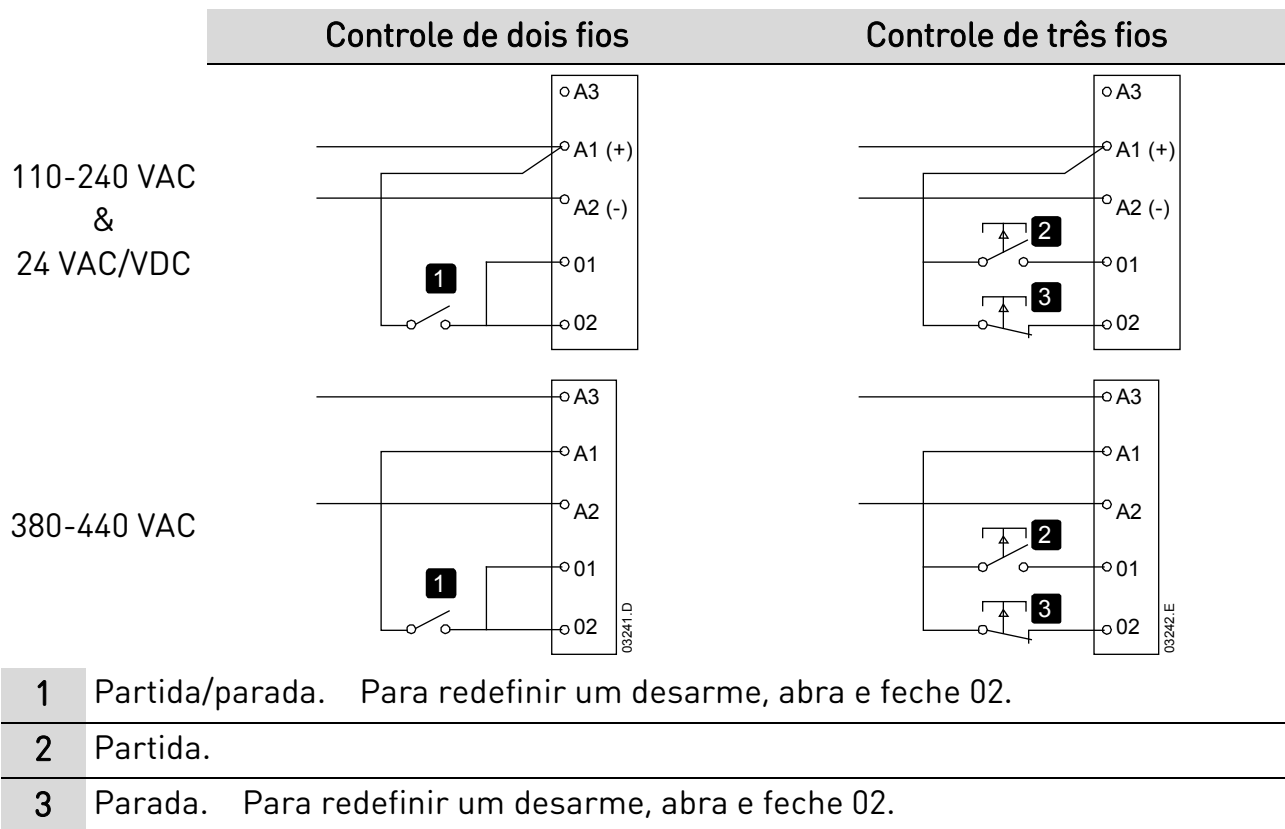 Controle de dois fios Controle de três fios
A3 A3
A1 (+) A1 (+)
110-240 VAC
A2 (-) A2 (-)
&
2
24 VAC/VDC
01 01
1
3
02 02
A3 A3
A1 A1
A2 A2
380-440 VAC
2
01 01
1
3
02 02
03241.D 03242.E
1 Partida/parada. Para redefinir um desarme, abra e feche 02.
2 Partida.
3 Parada. Para redefinir um desarme, abra e feche 02.